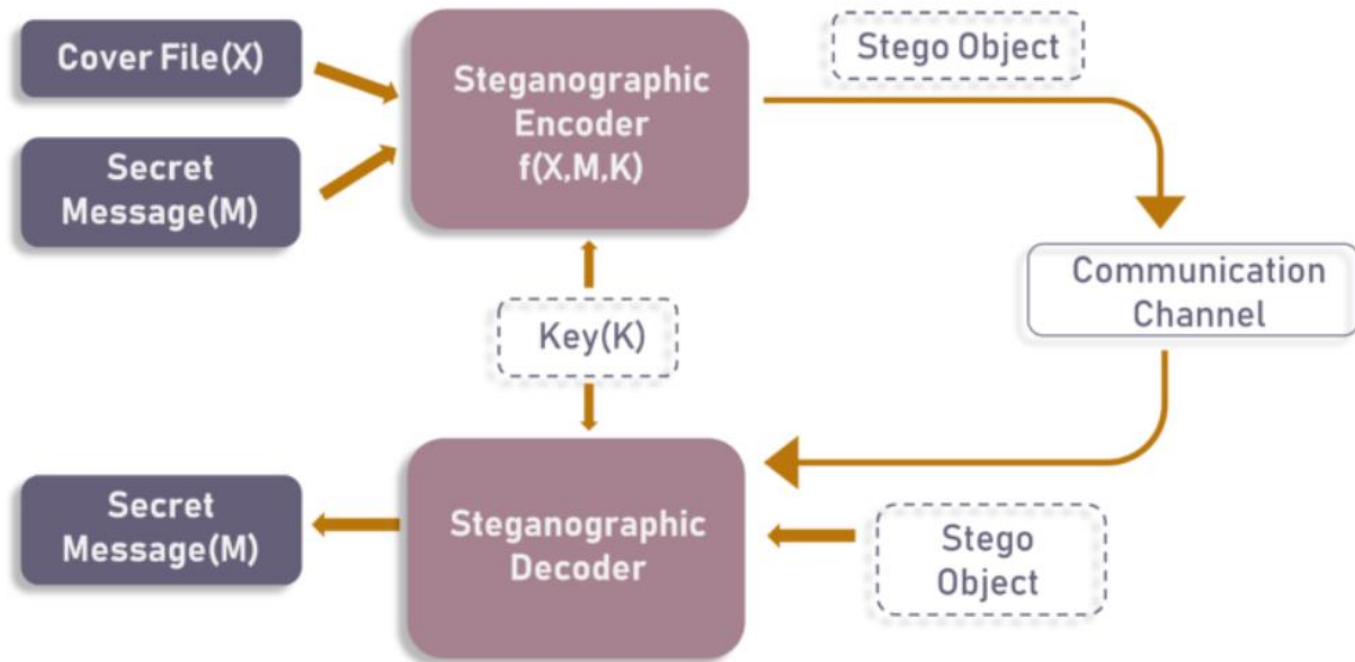 Cover File(X)
Steganographic
Encoder
f(X,M,K)
Stego Object
Secret
Message(M)
Communication
Channel
Key(K)
Secret
Message(M)
Steganographic
Decoder
Stego
Object